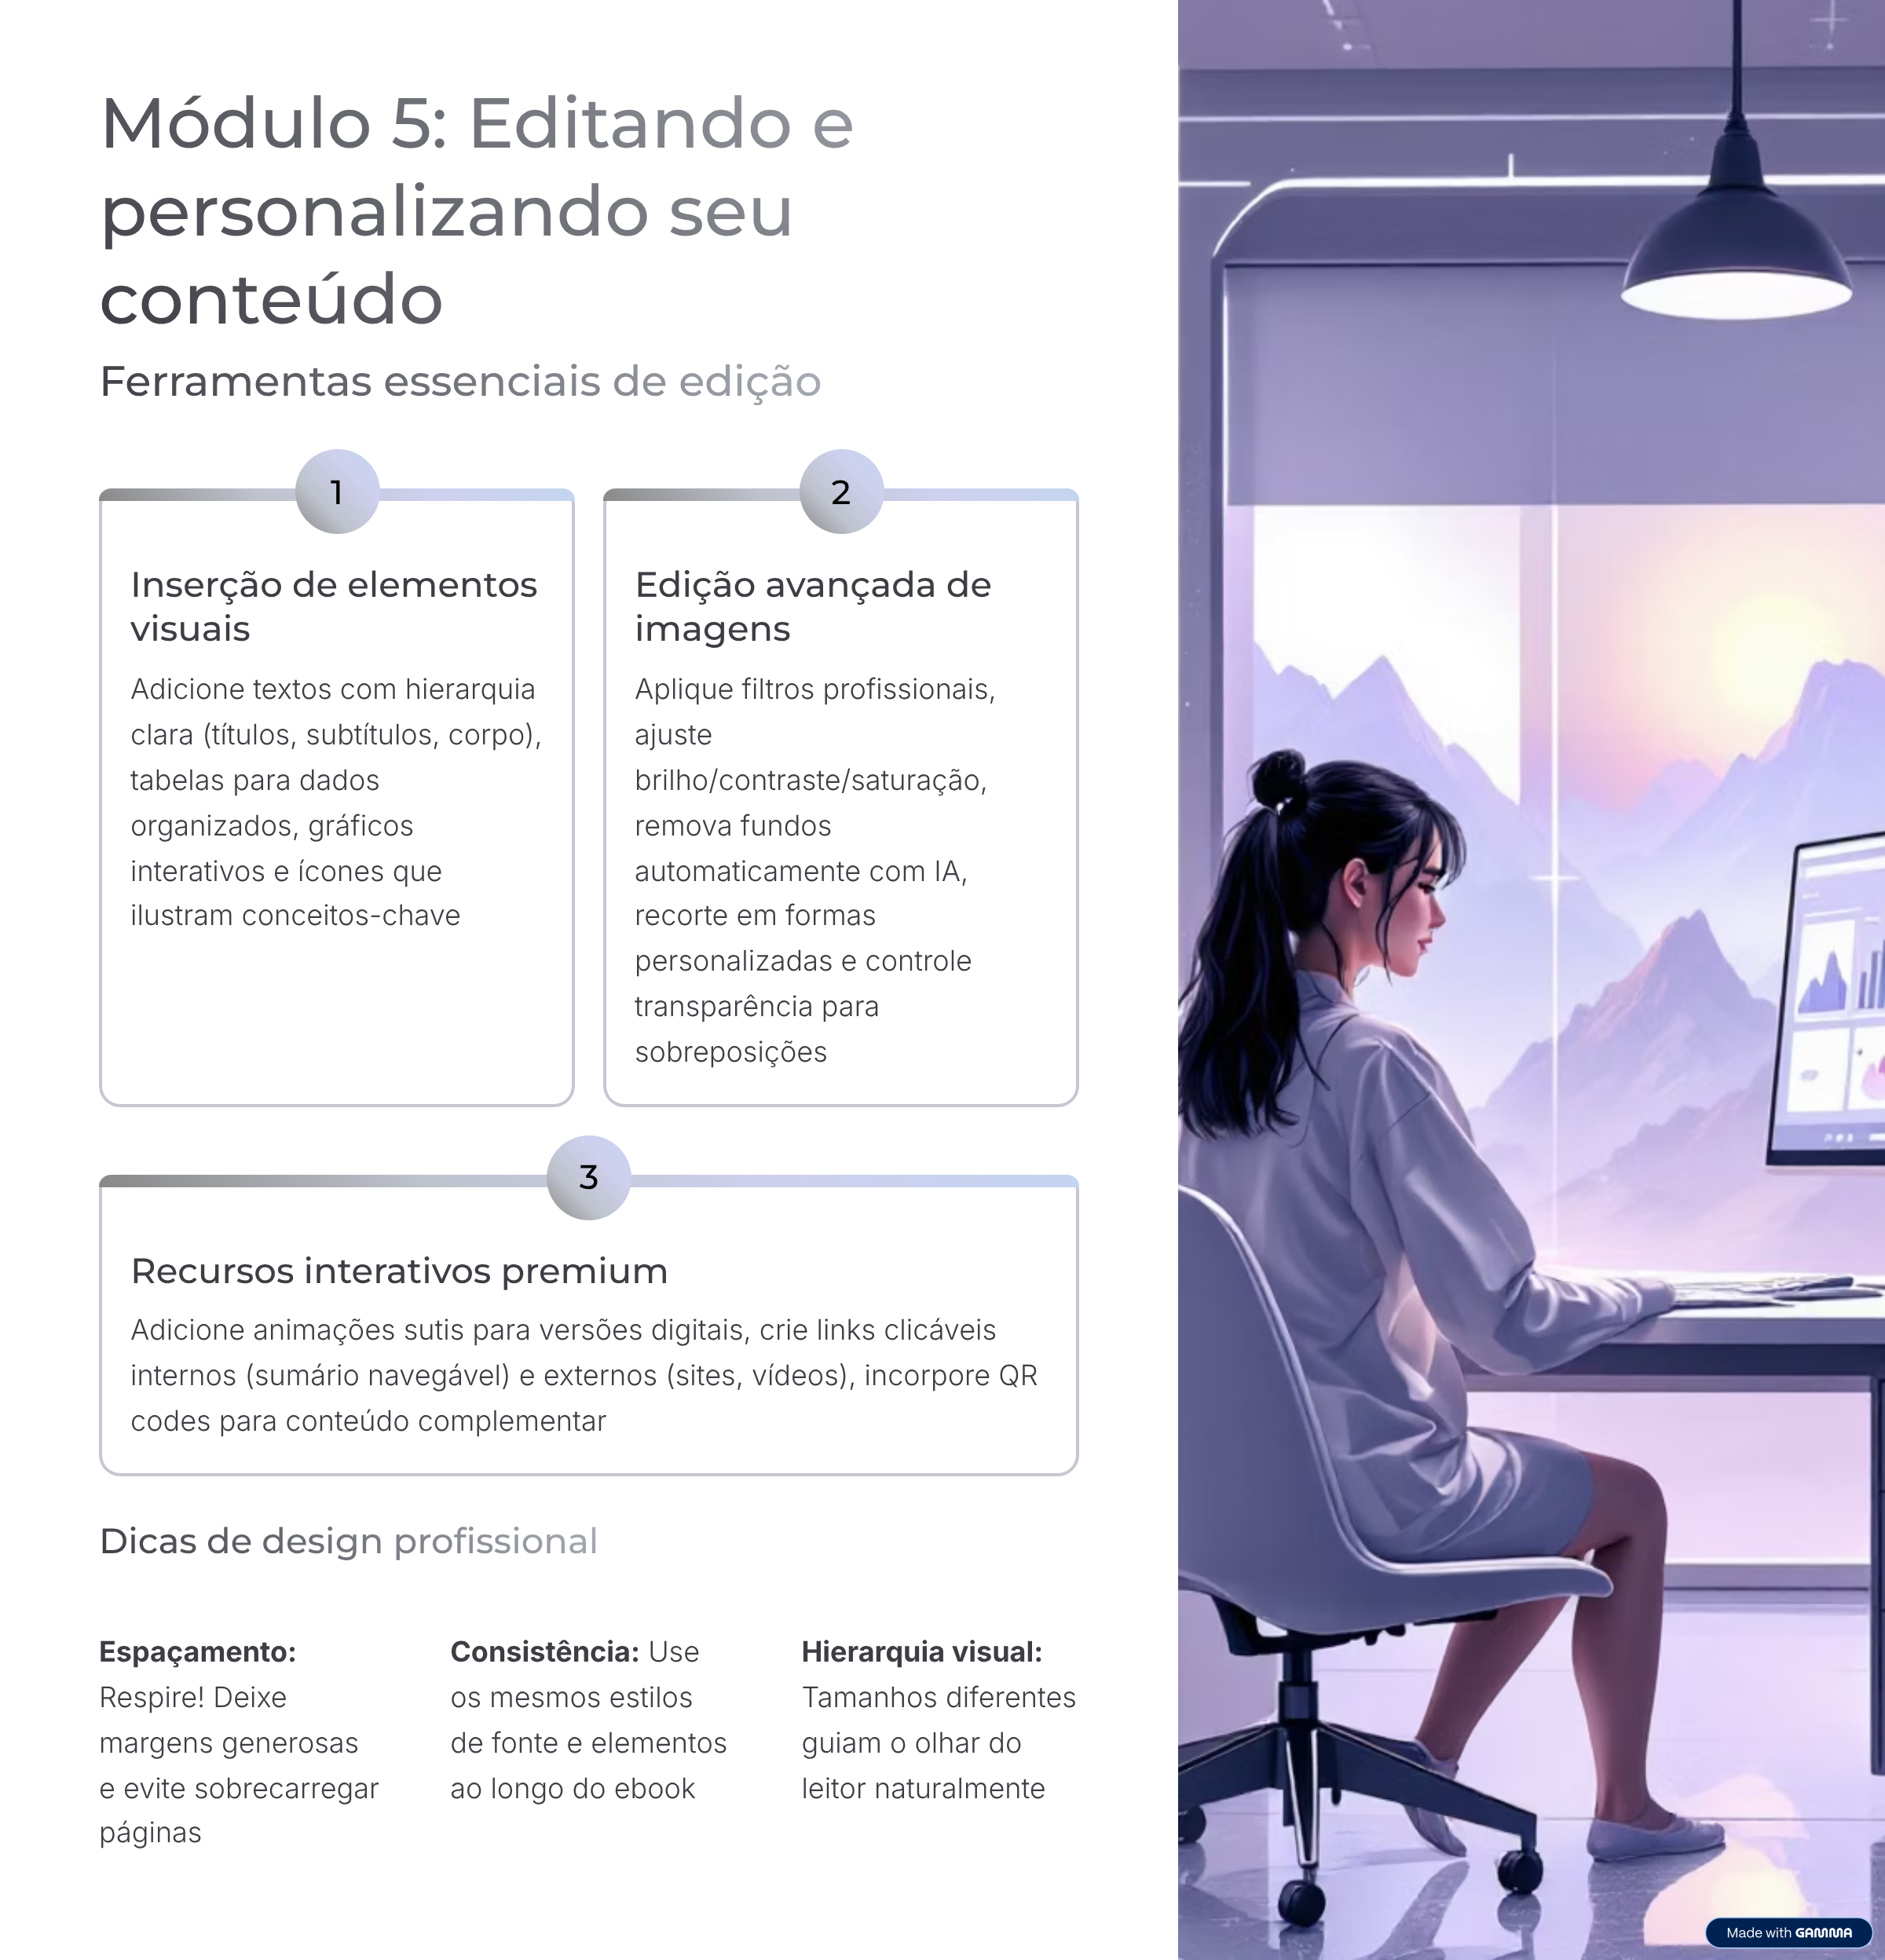 Módulo 5: Editando e
personalizando seu
conteúdo
Ferramentas essenciais de edição
1
Inserção de elementos
visuais
Adicione textos com hierarquia
clara (títulos, subtítulos, corpo),
tabelas para dados
organizados, gráficos
interativos e ícones que
ilustram conceitos-chave
2
Edição avançada de
imagens
Aplique filtros profissionais,
ajuste
brilho/contraste/saturação,
remova fundos
automaticamente com IA,
recorte em formas
personalizadas e controle
transparência para
sobreposições
3
Recursos interativos premium
Adicione animações sutis para versões digitais, crie links clicáveis
internos (sumário navegável) e externos (sites, vídeos), incorpore QR
codes para conteúdo complementar
Dicas de design profissional
Espaçamento:
Respire! Deixe
margens generosas
e evite sobrecarregar
páginas
Consistência: Use
os mesmos estilos
de fonte e elementos
ao longo do ebook
Hierarquia visual:
Tamanhos diferentes
guiam o olhar do
leitor naturalmente
Made with GAMMA